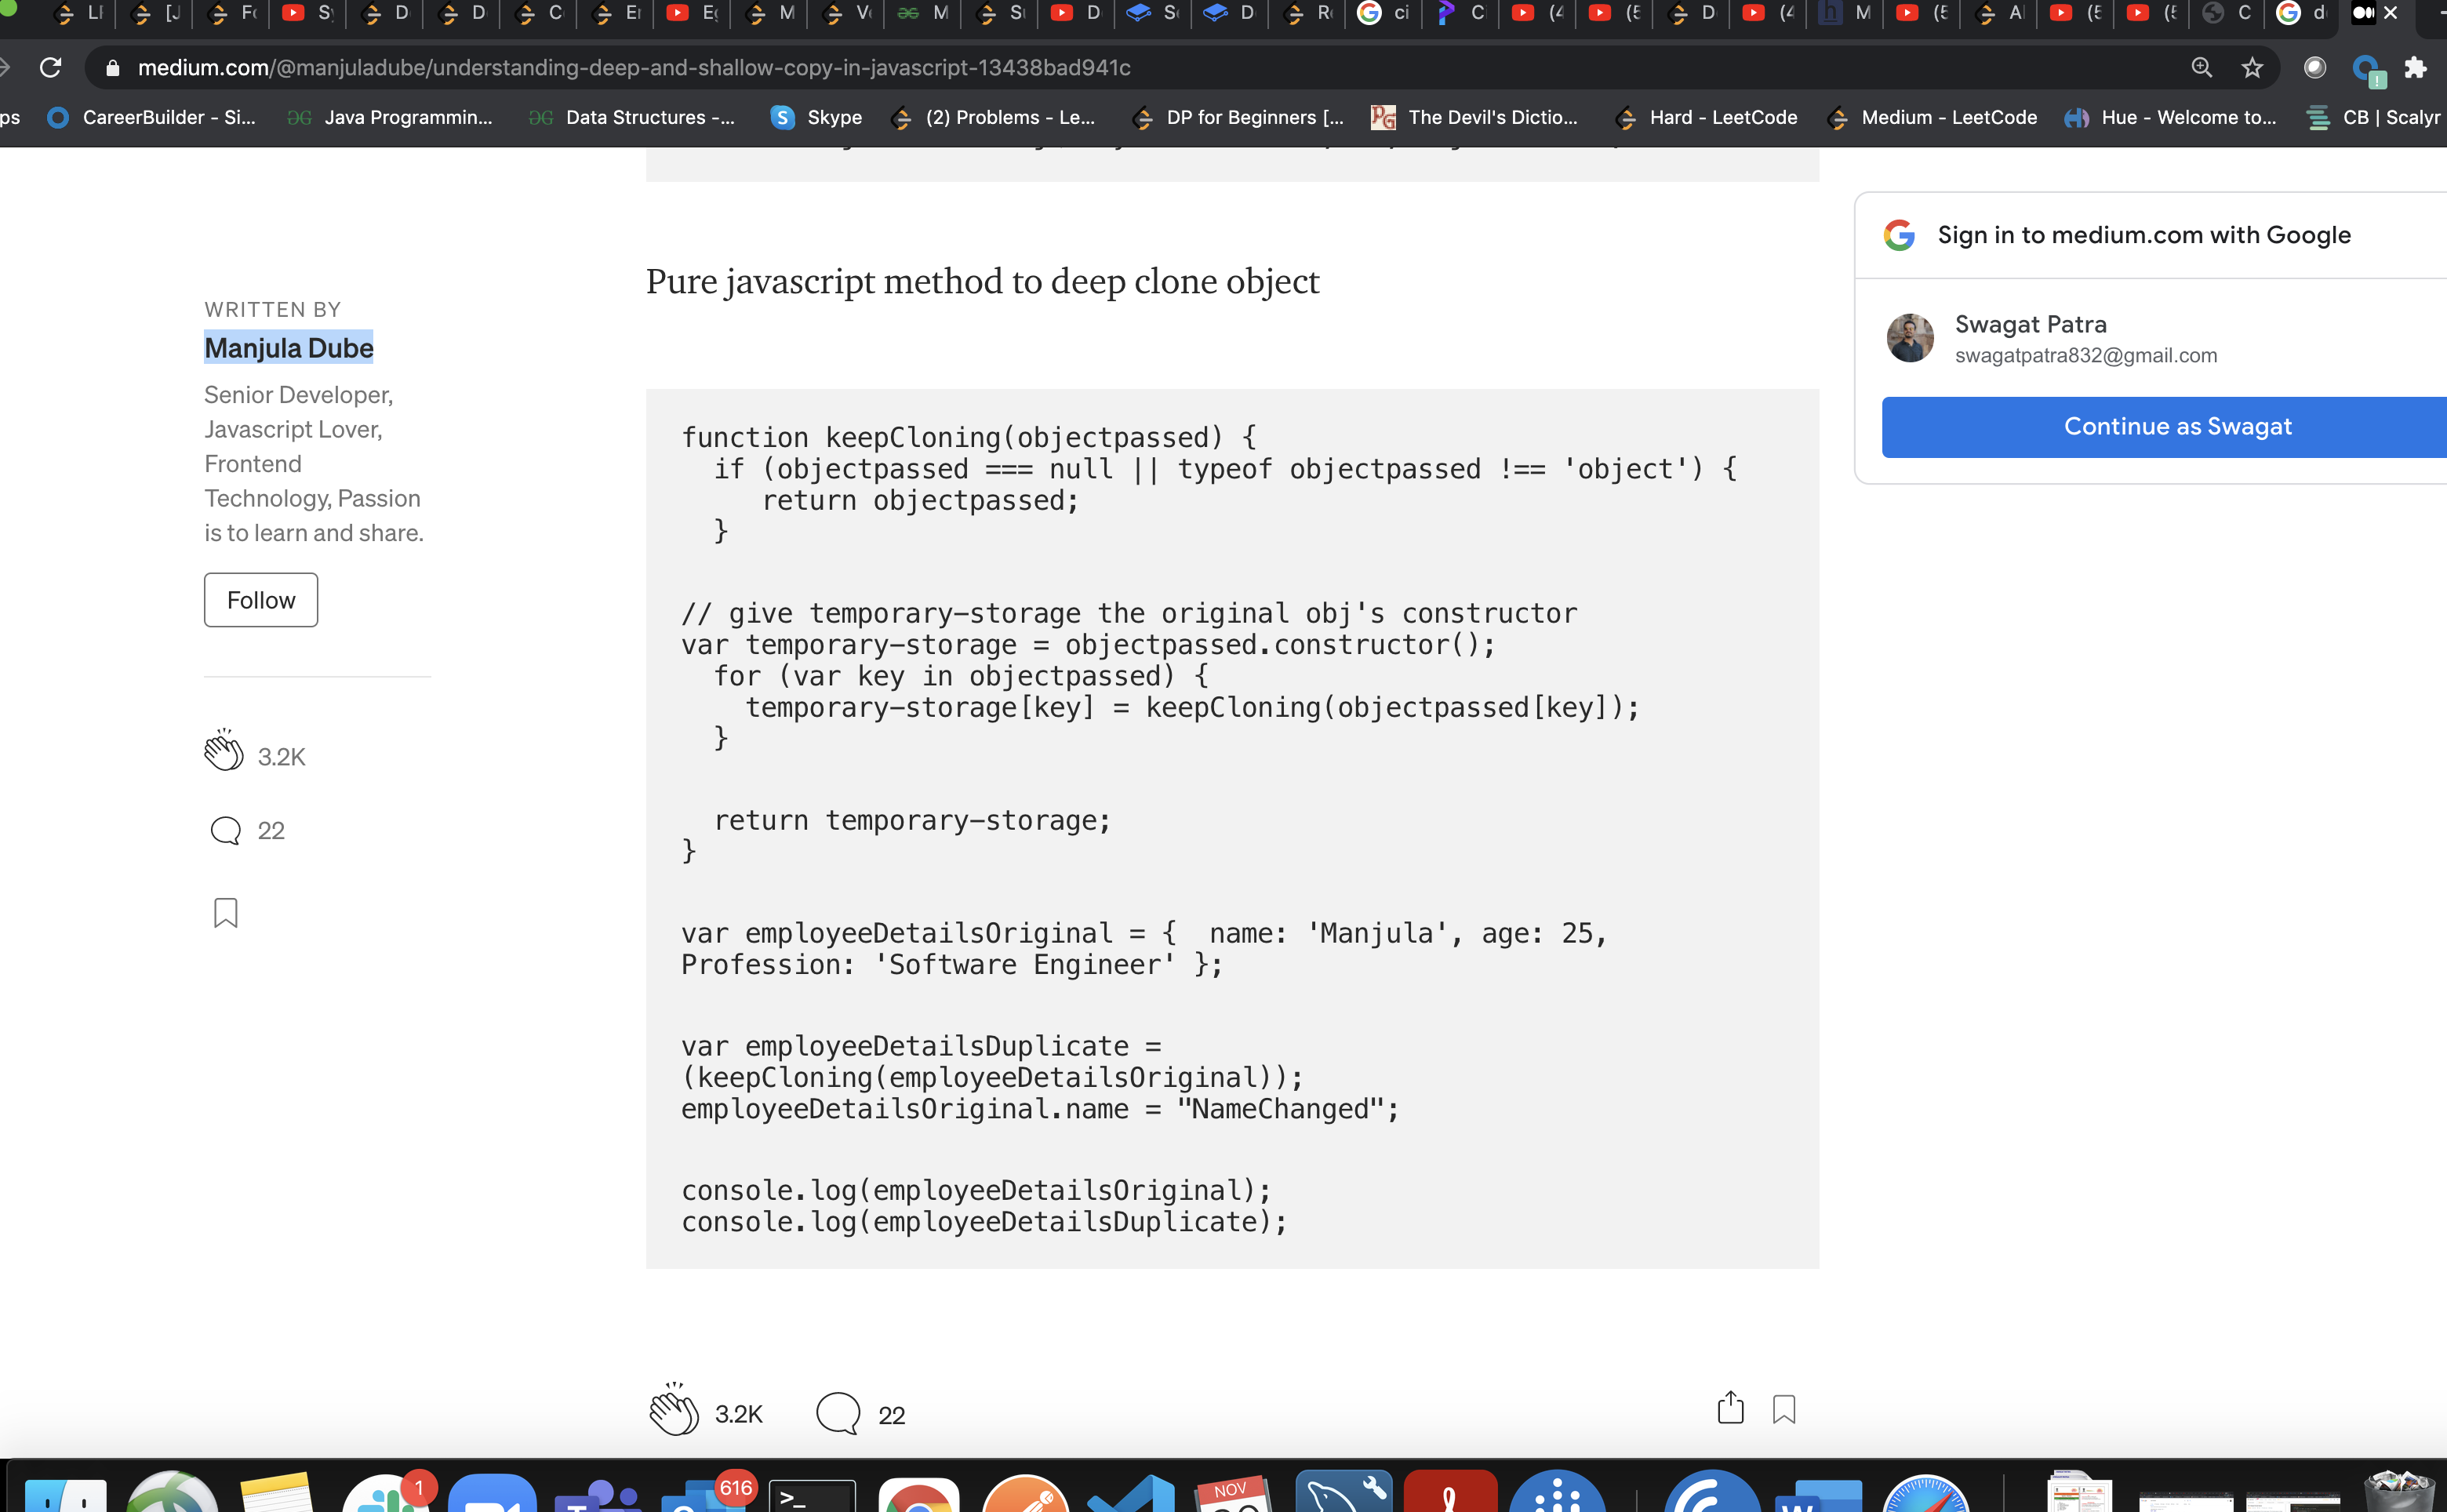 medium.com/@manjuladube/understanding-deep-and-shallow-copy-in-javascript-13438bad941c
ps CareerBuilder - Si... Java Programmin... Data Structures -... Skype (2) Problems - Le... DP for Beginners [... The Devil's Dictio... Hard - LeetCode Medium - LeetCode Hue - Welcome to... CB | Scalyr
Sign in to medium.com with Google
Swagat Patra
swagatpatra832@gmail.com
Continue as Swagat
WRITTEN BY
Manjula Dube
Senior Developer,
Javascript Lover,
Frontend
Technology, Passion
is to learn and share.
Follow
3.2K
22
Pure javascript method to deep clone object
function keepCloning(objectpassed) {
  if (objectpassed === null || typeof objectpassed !== 'object') {
     return objectpassed;
  }
// give temporary-storage the original obj's constructor
var temporary-storage = objectpassed.constructor();
  for (var key in objectpassed) {
    temporary-storage[key] = keepCloning(objectpassed[key]);
  }
  return temporary-storage;
}
var employeeDetailsOriginal = {  name: 'Manjula', age: 25,
Profession: 'Software Engineer' };
var employeeDetailsDuplicate =
(keepCloning(employeeDetailsOriginal));
employeeDetailsOriginal.name = "NameChanged";
console.log(employeeDetailsOriginal);
console.log(employeeDetailsDuplicate);
3.2K 22
1 616 NOV